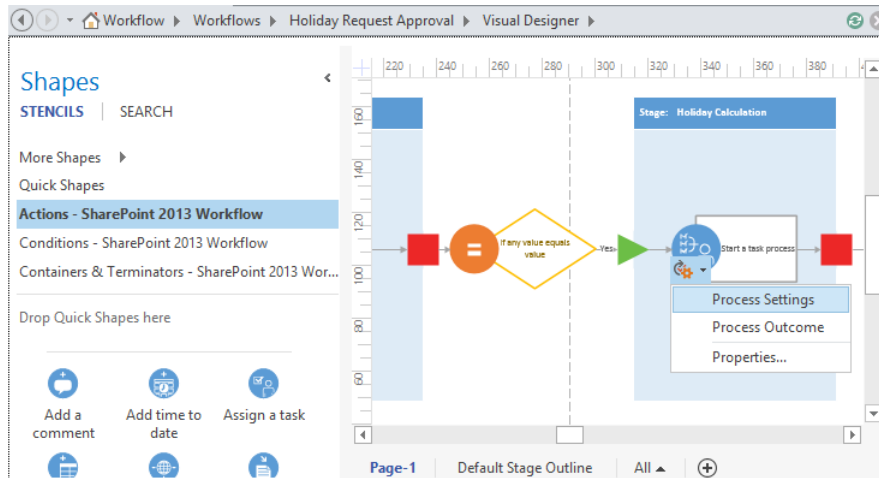 Workflow ▸ Workflows ▸ Holiday Request Approval ▸ Visual Designer ▸
Shapes
STENCILS | SEARCH
More Shapes ▸
Quick Shapes
Actions - SharePoint 2013 Workflow
Conditions - SharePoint 2013 Workflow
Containers & Terminators - SharePoint 2013 Wor...
Drop Quick Shapes here
Add a
comment
Add time to
date
Assign a task
220 240 260 280 300 320 340 360 380
160
140
120
100
80
60
Stage: Holiday Calculation
If any value equals
value
Yes
Start a task process
Process Settings
Process Outcome
Properties...
Page-1 Default Stage Outline All